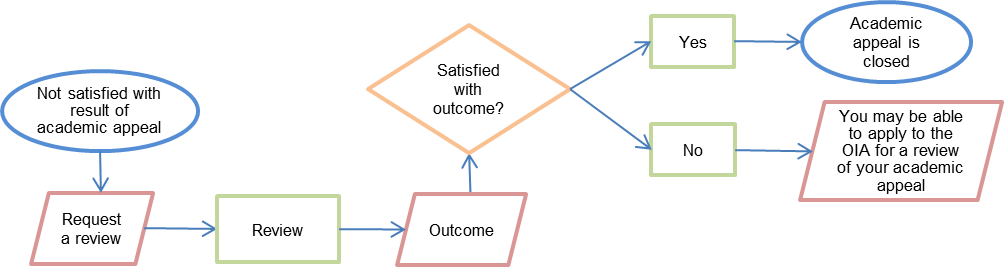 Not satisfied with
result of
academic appeal
Request
a review
Review
Outcome
Satisfied
with
outcome?
Yes
Academic
appeal is
closed
No
You may be able
to apply to the
OIA for a review
of your academic
appeal